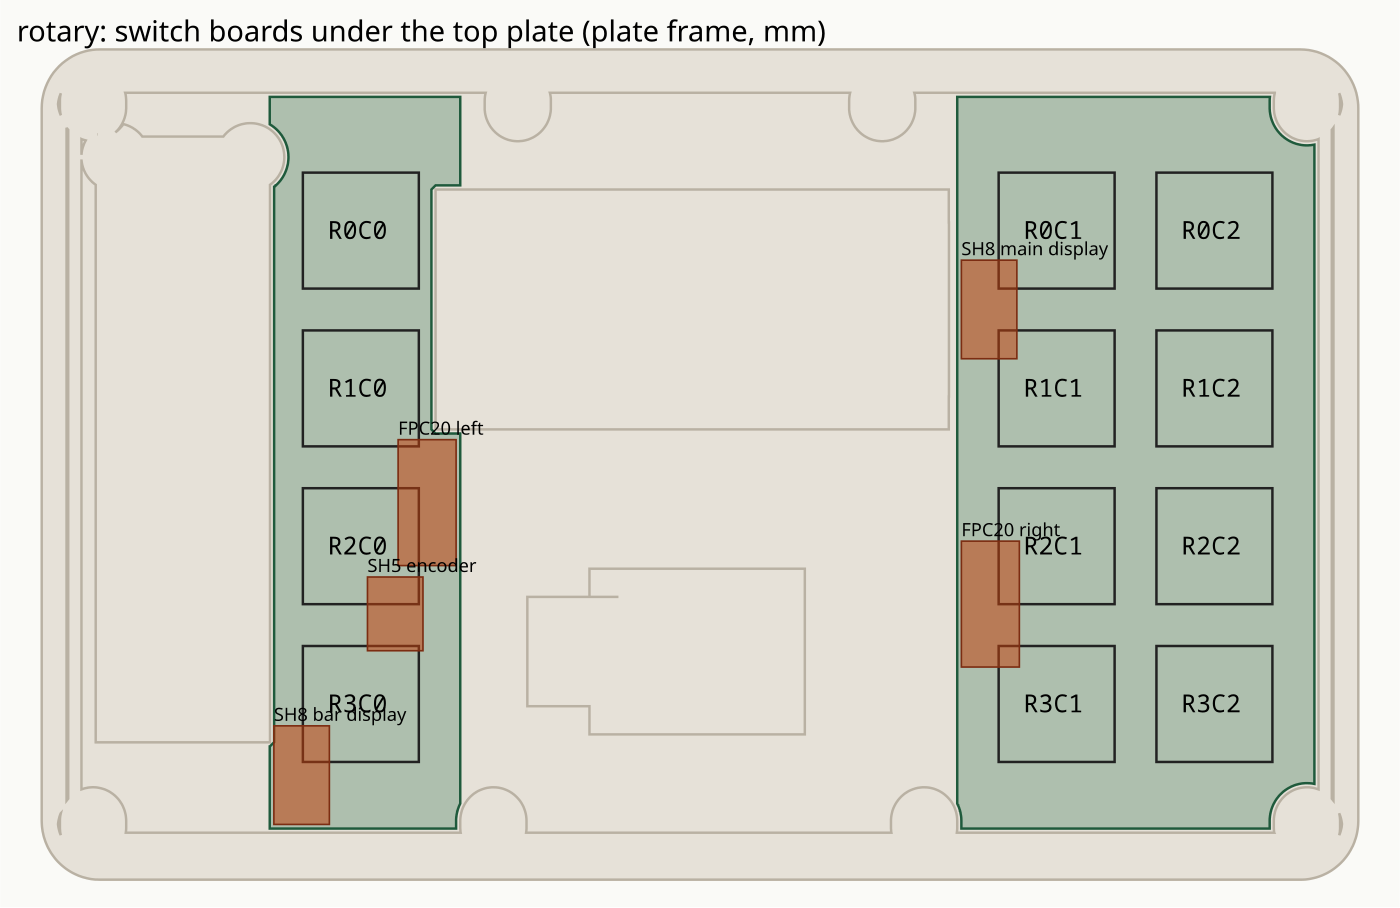 rotary: switch boards under the top plate (plate frame, mm)
R0C0
R0C1
R0C2
SH8 main display
R1C0
R1C1
R1C2
FPC20 left
FPC20 right
R2C0
R2C1
R2C2
SH5 encoder
R3C0
R3C1
R3C2
SH8 bar display